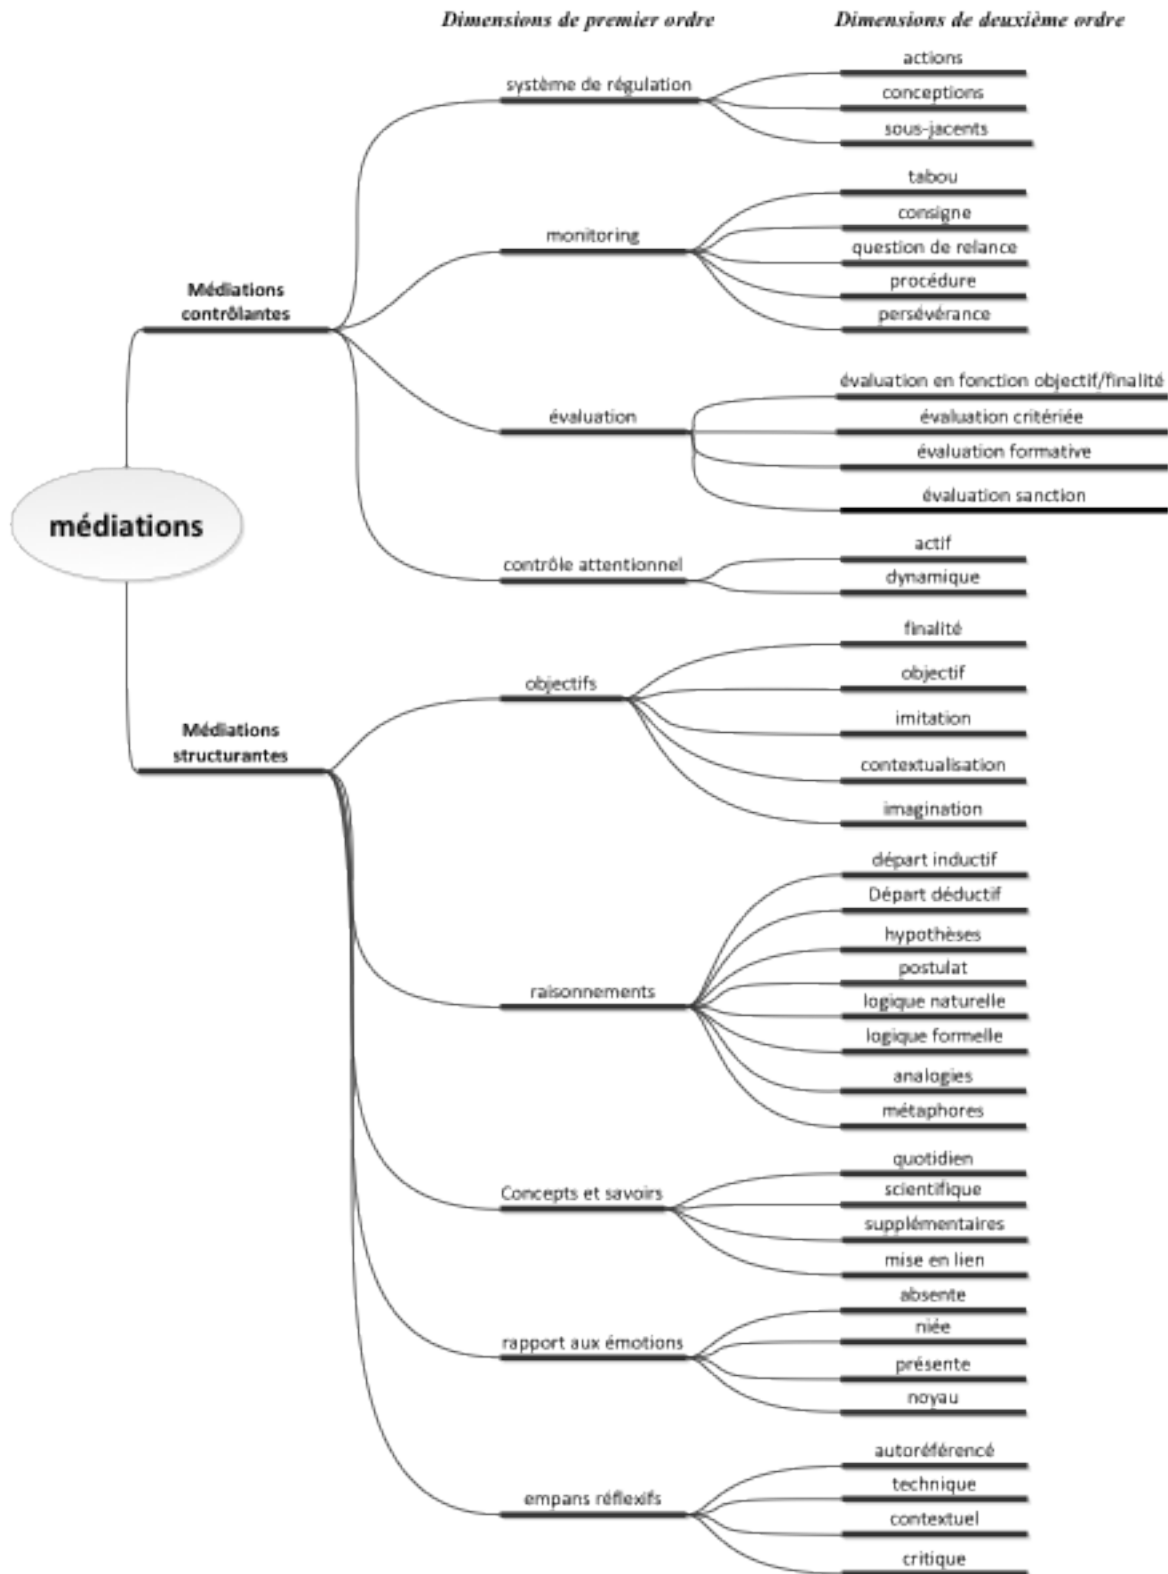 Dimensions de premier ordre
Dimensions de deuxième ordre
médiations
Médiations
contrôlantes
système de régulation
actions
conceptions
sous-jacents
monitoring
tabou
consigne
question de relance
procédure
persévérance
évaluation
évaluation en fonction objectif/finalité
évaluation critériée
évaluation formative
évaluation sanction
contrôle attentionnel
actif
dynamique
Médiations
structurantes
objectifs
finalité
objectif
imitation
contextualisation
imagination
raisonnements
départ inductif
Départ déductif
hypothèses
postulat
logique naturelle
logique formelle
analogies
métaphores
Concepts et savoirs
quotidien
scientifique
supplémentaires
mise en lien
rapport aux émotions
absente
niée
présente
noyau
empans réflexifs
autoréférencé
technique
contextuel
critique